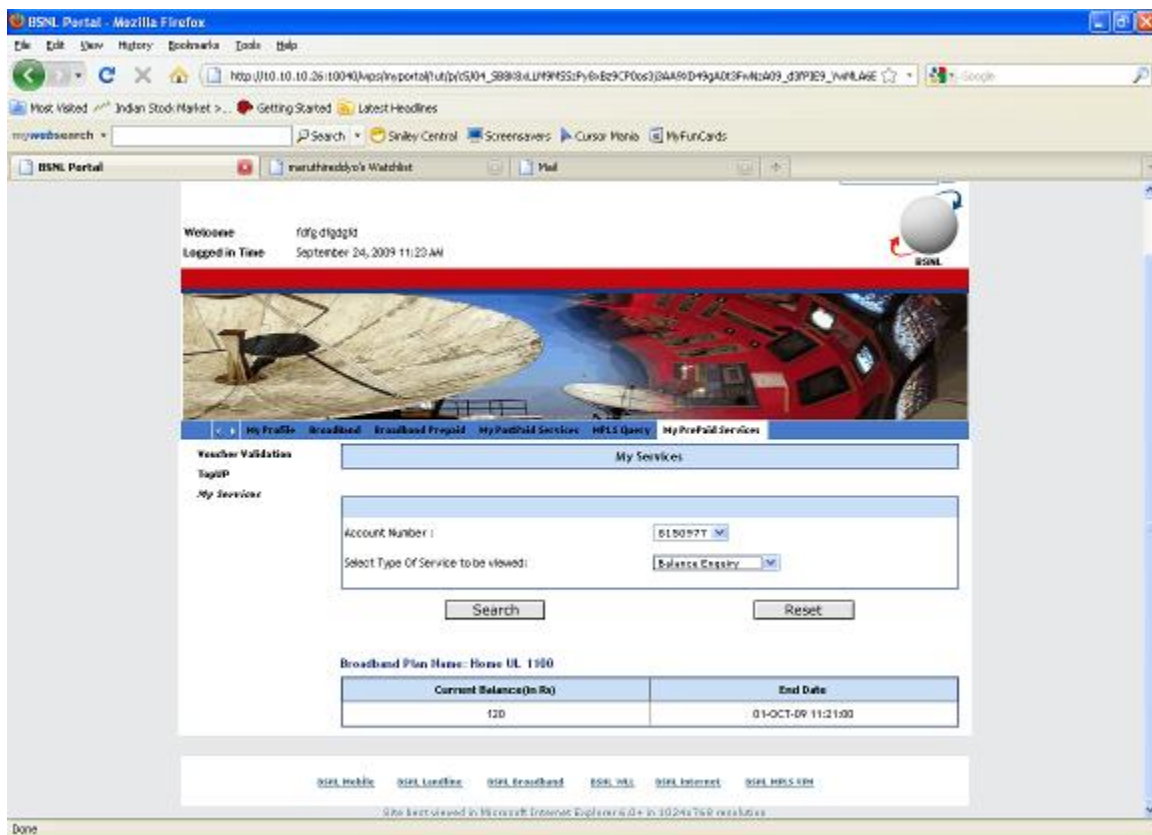 BSNL Portal - Mozilla Firefox
File Edit View History Bookmarks Tools Help
Google
Most Visited Indian Stock Market >... Getting Started Latest Headlines
mywebsearch Search Smiley Central Screensavers Cursor Mania MyFunCards
BSNL Portal maruthireddyo's Watchlist Mail
Welcome
Logged in Time September 24, 2009 11:23 AM
BSNL
My Profile Broadband Broadband Prepaid My PostPaid Services MPLS Query My PrePaid Services
Voucher Validation
TopUP
My Services
My Services
Account Number :
Select Type Of Service to be viewed: Balance Enquiry
Search Reset
Broadband Plan Name: Home UL 1100
Current Balance(in Rs) End Date
120 01-OCT-09 11:21:00
BSNL Mobile BSNL Landline BSNL Broadband BSNL WLL BSNL Internet BSNL MPLS VPN
Site best viewed in Microsoft Internet Explorer 6.0+ in 1024x768 resolution
Done